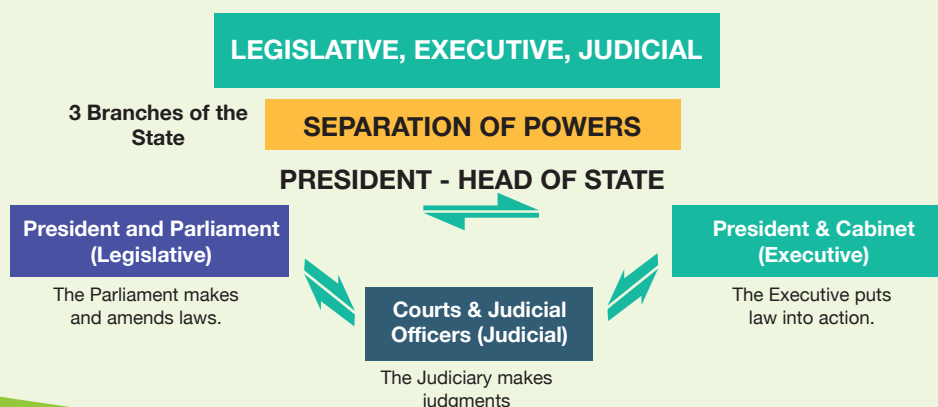 LEGISLATIVE, EXECUTIVE, JUDICIAL
3 Branches of the
State
SEPARATION OF POWERS
PRESIDENT - HEAD OF STATE
President and Parliament
(Legislative)
The Parliament makes
and amends laws.
Courts & Judicial
Officers (Judicial)
The Judiciary makes
judgments
President & Cabinet
(Executive)
The Executive puts
law into action.